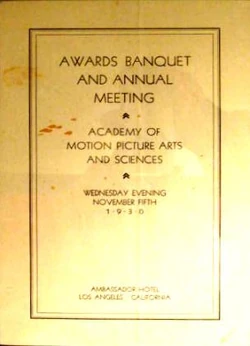 AWARDS BANQUET
AND ANNUAL
MEETING
ACADEMY OF
MOTION PICTURE ARTS
AND SCIENCES
WEDNESDAY EVENING
NOVEMBER FIFTH
1·9·3·0
AMBASSADOR HOTEL
LOS ANGELES CALIFORNIA